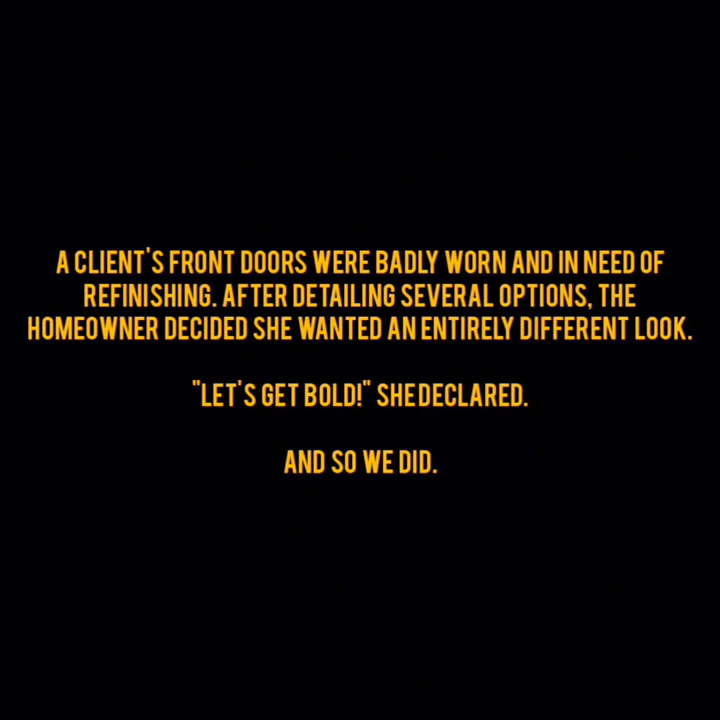 A CLIENT'S FRONT DOORS WERE BADLY WORN AND IN NEED OF
REFINISHING. AFTER DETAILING SEVERAL OPTIONS, THE
HOMEOWNER DECIDED SHE WANTED AN ENTIRELY DIFFERENT LOOK.
"LET'S GET BOLD!" SHE DECLARED.
AND SO WE DID.